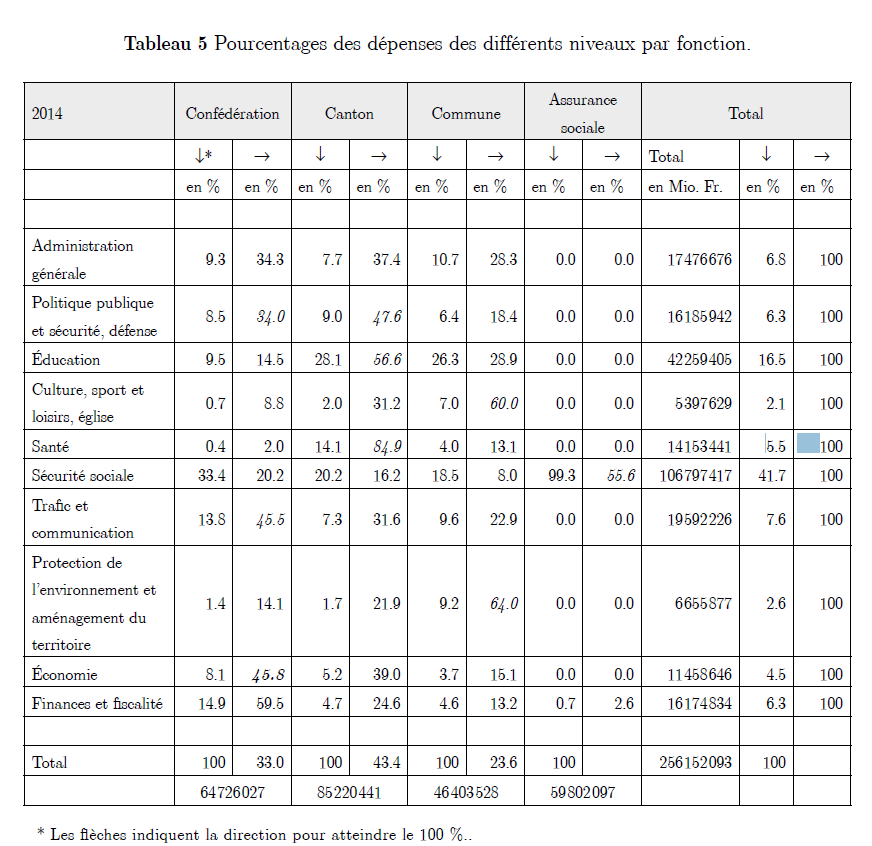 Tableau 5 Pourcentages des dépenses des différents niveaux par fonction.
2014 Confédération Canton Commune Assurance sociale Total
↓* → ↓ → ↓ → ↓ → Total ↓ →
en % en % en % en % en % en % en % en % en Mio. Fr. en % en %
Administration
générale 9.3 34.3 7.7 37.4 10.7 28.3 0.0 0.0 17476676 6.8 100
Politique publique
et sécurité, défense 8.5 34.0 9.0 47.6 6.4 18.4 0.0 0.0 16185942 6.3 100
Éducation 9.5 14.5 28.1 56.6 26.3 28.9 0.0 0.0 42259405 16.5 100
Culture, sport et
loisirs, église 0.7 8.8 2.0 31.2 7.0 60.0 0.0 0.0 5397629 2.1 100
Santé 0.4 2.0 14.1 84.9 4.0 13.1 0.0 0.0 14153441 5.5 100
Sécurité sociale 33.4 20.2 20.2 16.2 18.5 8.0 99.3 55.6 106797417 41.7 100
Trafic et
communication 13.8 45.5 7.3 31.6 9.6 22.9 0.0 0.0 19592226 7.6 100
Protection de
l'environnement et
aménagement du
territoire 1.4 14.1 1.7 21.9 9.2 64.0 0.0 0.0 6655877 2.6 100
Économie 8.1 45.8 5.2 39.0 3.7 15.1 0.0 0.0 11458646 4.5 100
Finances et fiscalité 14.9 59.5 4.7 24.6 4.6 13.2 0.7 2.6 16174834 6.3 100
Total 100 33.0 100 43.4 100 23.6 100 256152093 100
64726027 85220441 46403528 59802097
* Les flèches indiquent la direction pour atteindre le 100 %..